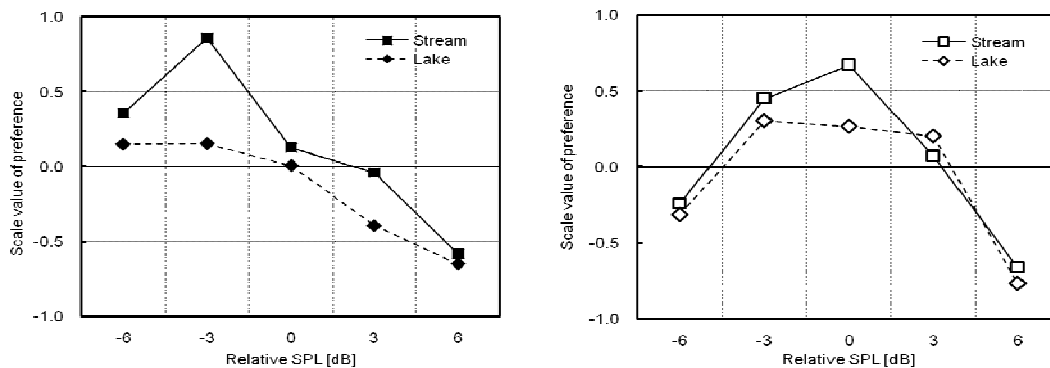 1.0
0.5
0.0
-0.5
-1.0
Scale value of preference
Stream
Lake
-6 -3 0 3 6
Relative SPL [dB]
1.0
0.5
0.0
-0.5
-1.0
Scale value of preference
Stream
Lake
-6 -3 0 3 6
Relative SPL [dB]